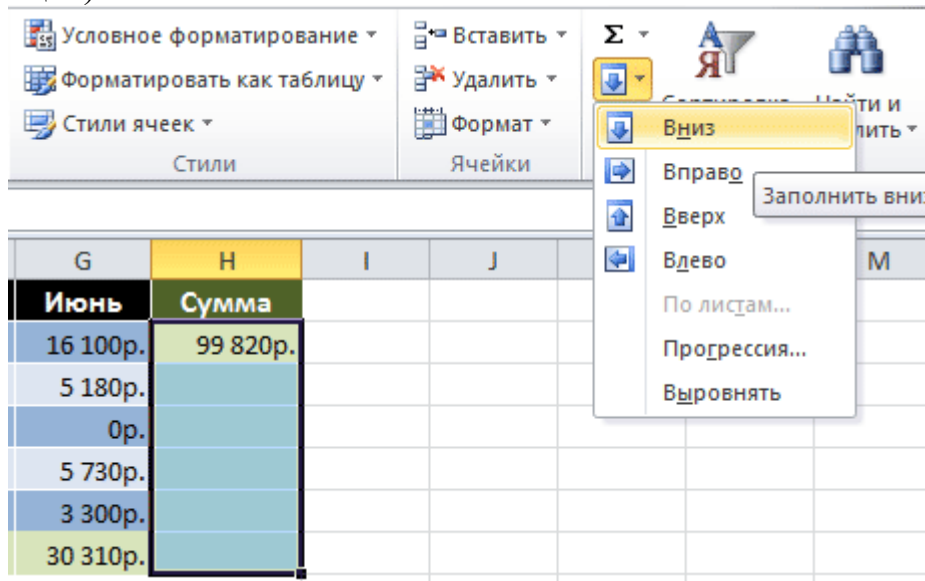 Условное форматирование
Вставить
Σ
Форматировать как таблицу
Удалить
Стили ячеек
Формат
Стили
Ячейки
Вниз
Вправо
Вверх
Влево
По листам...
Прогрессия...
Выровнять
G H I J M
Июнь Сумма
16 100р. 99 820р.
5 180р.
0р.
5 730р.
3 300р.
30 310р.
Заполнить